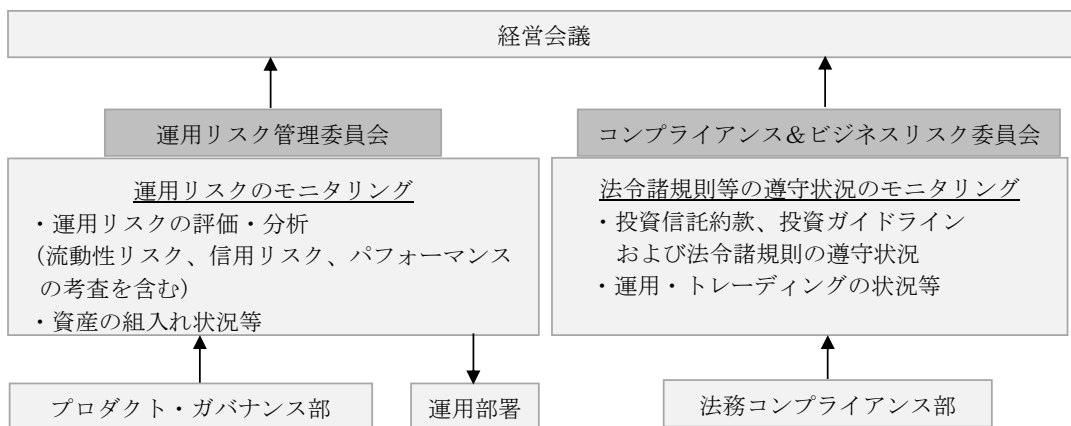 経営会議
運用リスク管理委員会
運用リスクのモニタリング
・運用リスクの評価・分析
(流動性リスク、信用リスク、パフォーマンス
の考査を含む)
・資産の組入れ状況等
コンプライアンス＆ビジネスリスク委員会
法令諸規則等の遵守状況のモニタリング
・投資信託約款、投資ガイドライン
および法令諸規則の遵守状況
・運用・トレーディングの状況等
プロダクト・ガバナンス部
運用部署
法務コンプライアンス部